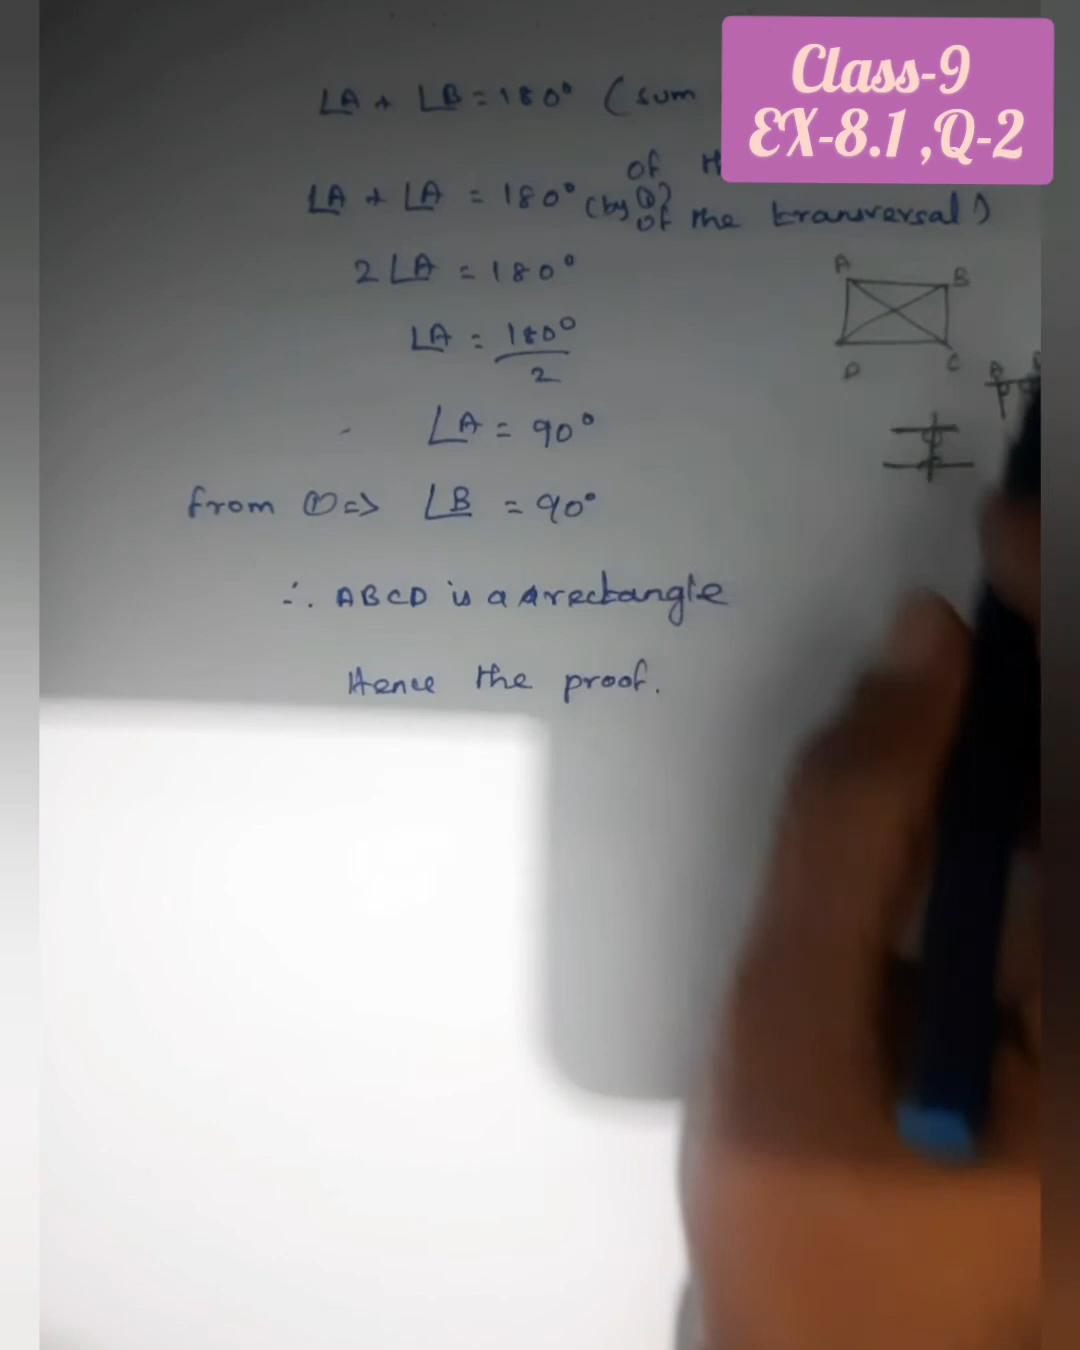 Class-9
EX-8.1 ,Q-2
∠A + ∠B = 180° (sum
of
∠A + ∠A = 180° (by ①)
of the transversal)
2∠A = 180°
∠A = 180°/2
∠A = 90°
from ① => ∠B = 90°
∴ ABCD is a rectangle
Hence the proof.
A
B
D
C